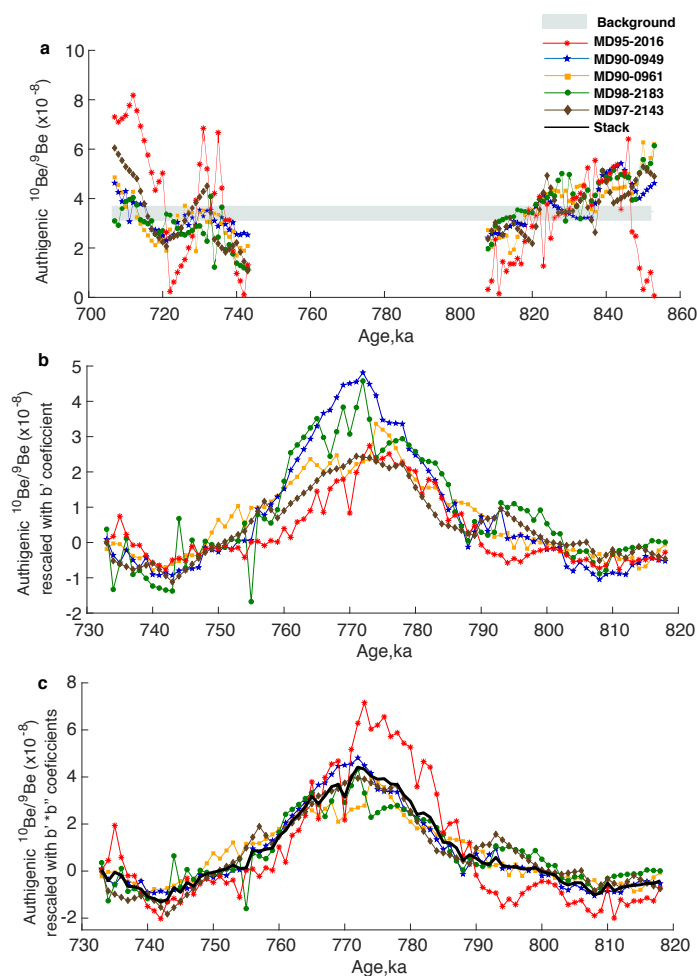 Background
MD95-2016
MD90-0949
MD90-0961
MD98-2183
MD97-2143
Stack
a
Authigenic ¹⁰Be/⁹Be (x10⁻⁸)
10
8
6
4
2
0
700
720
740
760
780
800
820
840
860
Age,ka
b
Authigenic ¹⁰Be/⁹Be (x10⁻⁸)
rescaled with b' coeficcient
5
4
3
2
1
0
-1
-2
730
740
750
760
770
780
790
800
810
820
Age,ka
c
Authigenic ¹⁰Be/⁹Be (x10⁻⁸)
rescaled with b' *b'' coeficcients
8
6
4
2
0
-2
730
740
750
760
770
780
790
800
810
820
Age,ka